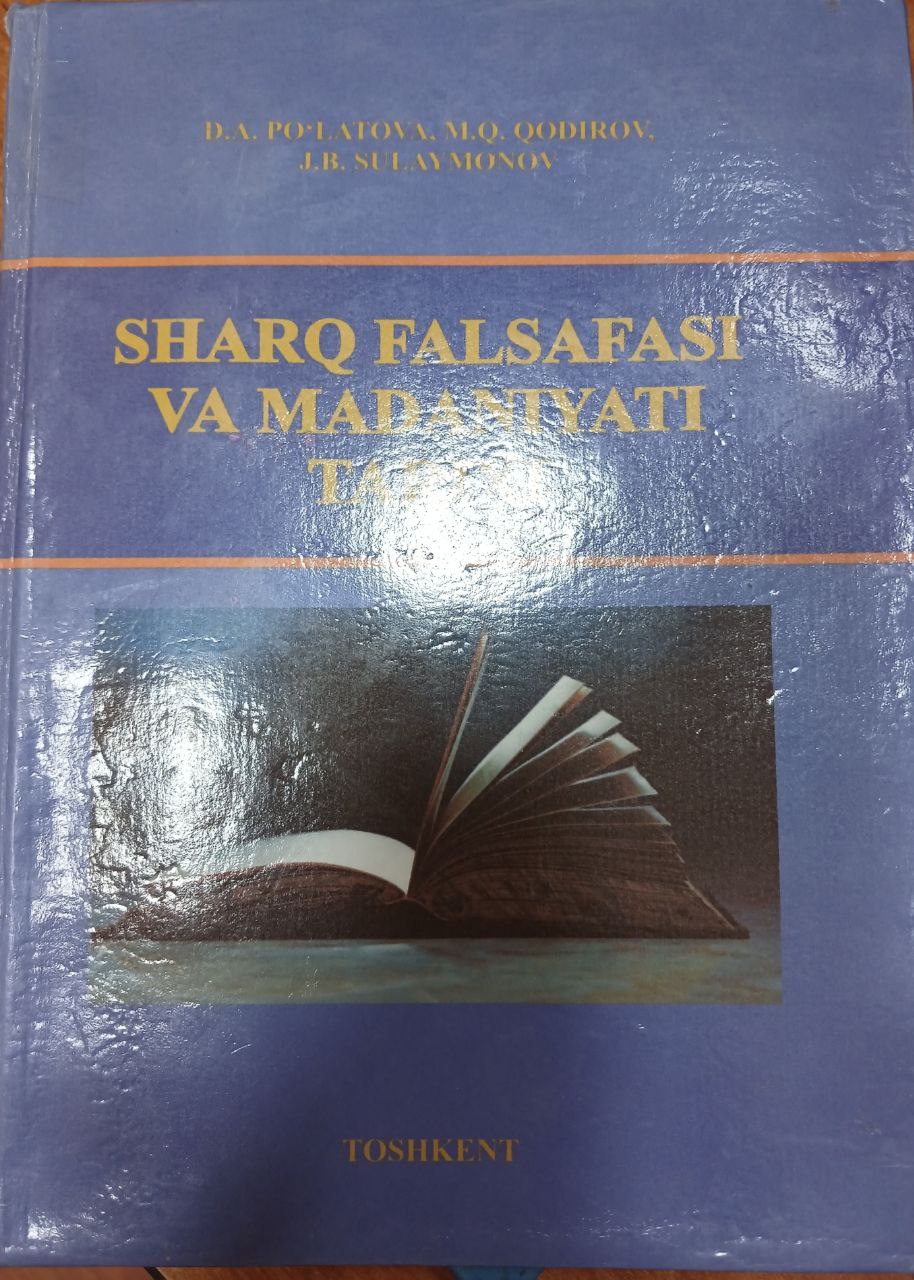 D.A. PO‘LATOVA, M.Q. QODIROV,
J.B. SULAYMONOV
SHARQ FALSAFASI
VA MADANIYATI
TOSHKENT